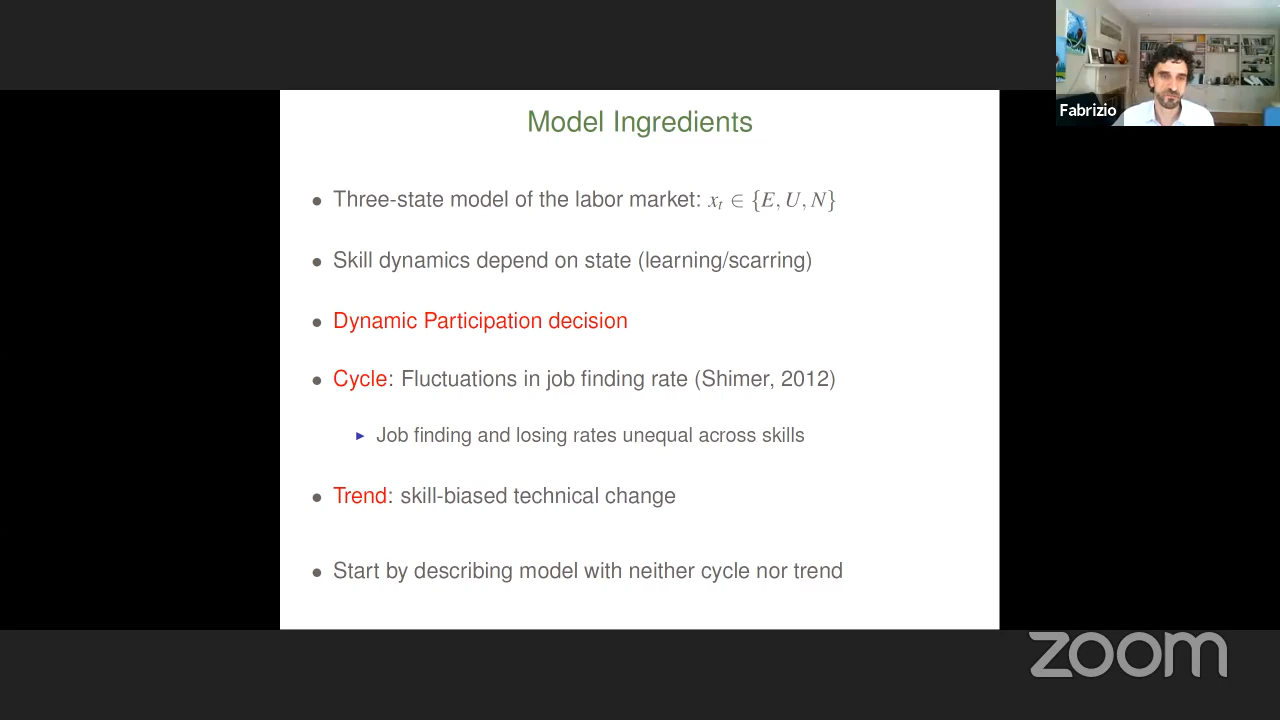 Fabrizio
Model Ingredients
• Three-state model of the labor market: xₜ ∈ {E, U, N}
• Skill dynamics depend on state (learning/scarring)
• Dynamic Participation decision
• Cycle: Fluctuations in job finding rate (Shimer, 2012)
► Job finding and losing rates unequal across skills
• Trend: skill-biased technical change
• Start by describing model with neither cycle nor trend
zoom